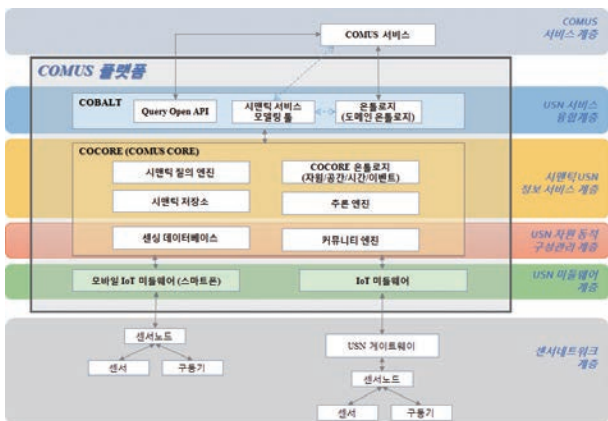 COMUS
서비스 계층
COMUS 서비스
COMUS 플랫폼
COBALT
Query Open API
시맨틱 서비스
모델링 툴
온톨로지
(도메인 온톨로지)
USN 서비스
융합계층
COCORE (COMUS CORE)
시맨틱 질의 엔진
COCORE 온톨로지
(자원/공간/시간/이벤트)
시맨틱 저장소
추론 엔진
시맨틱 USN
정보 서비스 계층
센싱 데이터베이스
커뮤니티 엔진
USN 자원 동적
구성관리 계층
모바일 IoT 미들웨어 (스마트폰)
IoT 미들웨어
USN 미들웨어
계층
센서노드
센서
구동기
USN 게이트웨이
센서노드
센서
구동기
센서네트워크
계층